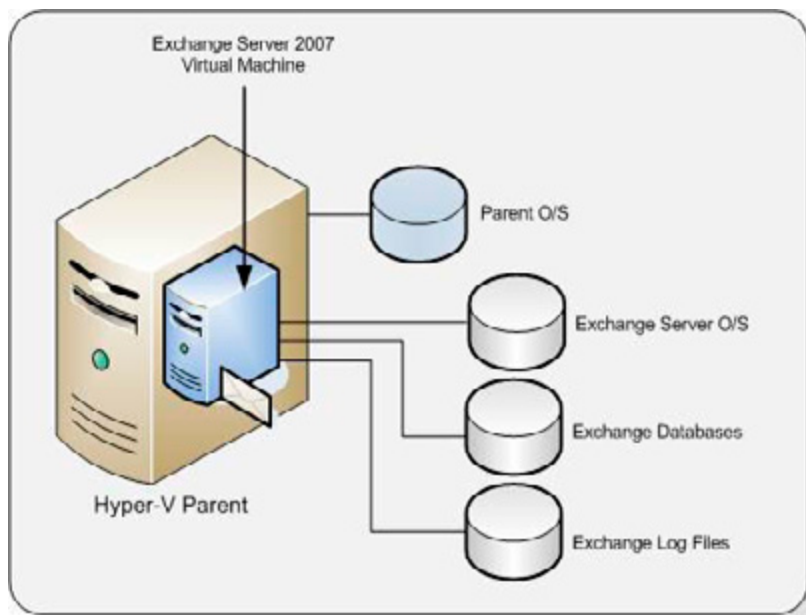 Exchange Server 2007
Virtual Machine
Parent O/S
Exchange Server O/S
Exchange Databases
Hyper-V Parent
Exchange Log Files